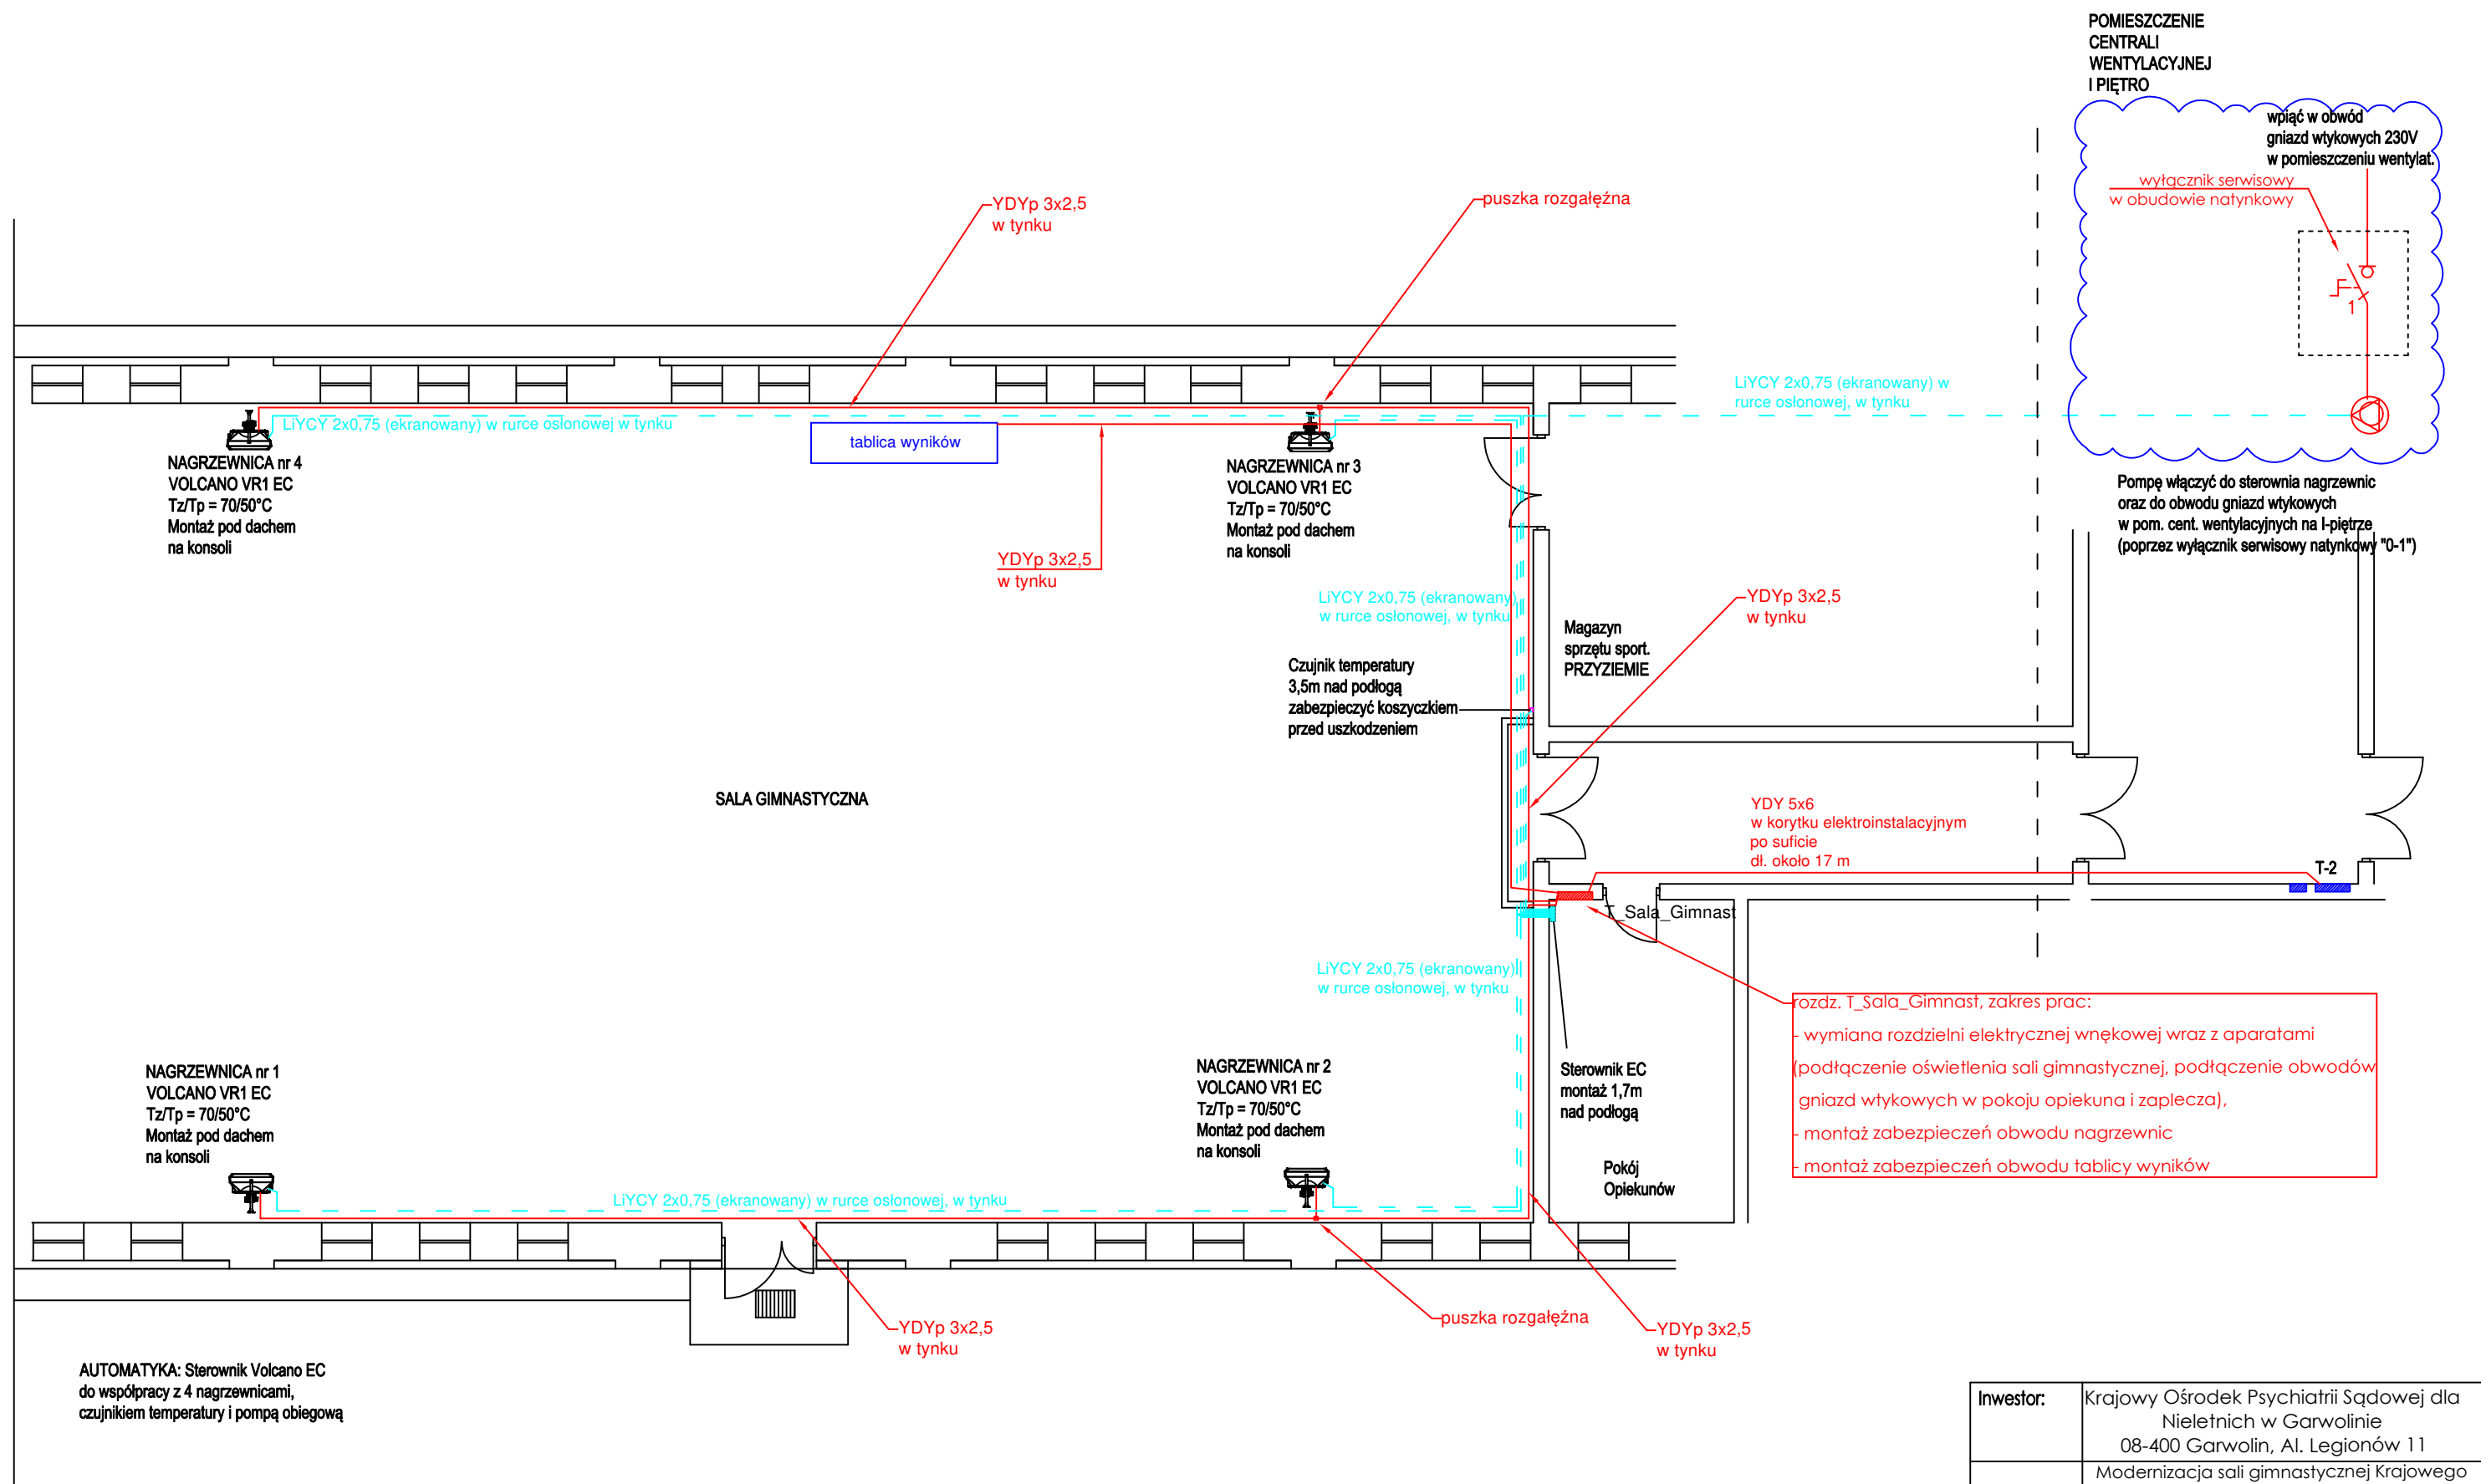 POMIESZCZENIE
CENTRALI
WENTYLACYJNEJ
I PIĘTRO
wpiąć w obwód
gniazd wtykowych 230V
w pomieszczeniu wentylat.
wyłącznik serwisowy
w obudowie natynkowy
1
YDYp 3x2,5
w tynku
puszka rozgałęźna
LiYCY 2x0,75 (ekranowany) w
rurce osłonowej, w tynku
LiYCY 2x0,75 (ekranowany) w rurce osłonowej w tynku
tablica wyników
NAGRZEWNICA nr 4
VOLCANO VR1 EC
Tz/Tp = 70/50°C
Montaż pod dachem
na konsoli
NAGRZEWNICA nr 3
VOLCANO VR1 EC
Tz/Tp = 70/50°C
Montaż pod dachem
na konsoli
Pompę włączyć do sterownia nagrzewnic
oraz do obwodu gniazd wtykowych
w pom. cent. wentylacyjnych na I-piętrze
(poprzez wyłącznik serwisowy natynkowy "0-1")
YDYp 3x2,5
w tynku
LiYCY 2x0,75 (ekranowany)
w rurce osłonowej, w tynku
YDYp 3x2,5
w tynku
Magazyn
sprzętu sport.
PRZYZIEMIE
Czujnik temperatury
3,5m nad podłogą
zabezpieczyć koszyczkiem
przed uszkodzeniem
SALA GIMNASTYCZNA
YDY 5x6
w korytku elektroinstalacyjnym
po suficie
dł. około 17 m
T-2
T_Sala_Gimnast
LiYCY 2x0,75 (ekranowany)
w rurce osłonowej, w tynku
rozdz. T_Sala_Gimnast, zakres prac:
- wymiana rozdzielni elektrycznej wnękowej wraz z aparatami
(podłączenie oświetlenia sali gimnastycznej, podłączenie obwodów
gniazd wtykowych w pokoju opiekuna i zaplecza),
- montaż zabezpieczeń obwodu nagrzewnic
- montaż zabezpieczeń obwodu tablicy wyników
NAGRZEWNICA nr 1
VOLCANO VR1 EC
Tz/Tp = 70/50°C
Montaż pod dachem
na konsoli
NAGRZEWNICA nr 2
VOLCANO VR1 EC
Tz/Tp = 70/50°C
Montaż pod dachem
na konsoli
Sterownik EC
montaż 1,7m
nad podłogą
Pokój
Opiekunów
LiYCY 2x0,75 (ekranowany) w rurce osłonowej, w tynku
YDYp 3x2,5
w tynku
puszka rozgałęźna
YDYp 3x2,5
w tynku
AUTOMATYKA: Sterownik Volcano EC
do współpracy z 4 nagrzewnicami,
czujnikiem temperatury i pompą obiegową
Inwestor:
Krajowy Ośrodek Psychiatrii Sądowej dla
Nieletnich w Garwolinie
08-400 Garwolin, Al. Legionów 11
Modernizacja sali gimnastycznej Krajowego